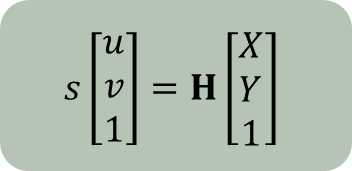 s [u v 1] = H [X Y 1]